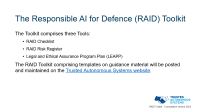 The Responsible AI for Defence (RAID) Toolkit
The Toolkit comprises three Tools:
• RAID Checklist
• RAID Risk Register
• Legal and Ethical Assurance Program Plan (LEAPP)
The RAID Toolkit comprising templates on guidance material will be posted
and maintained on the Trusted Autonomous Systems website.
TRUSTED
AUTONOMOUS
SYSTEMS